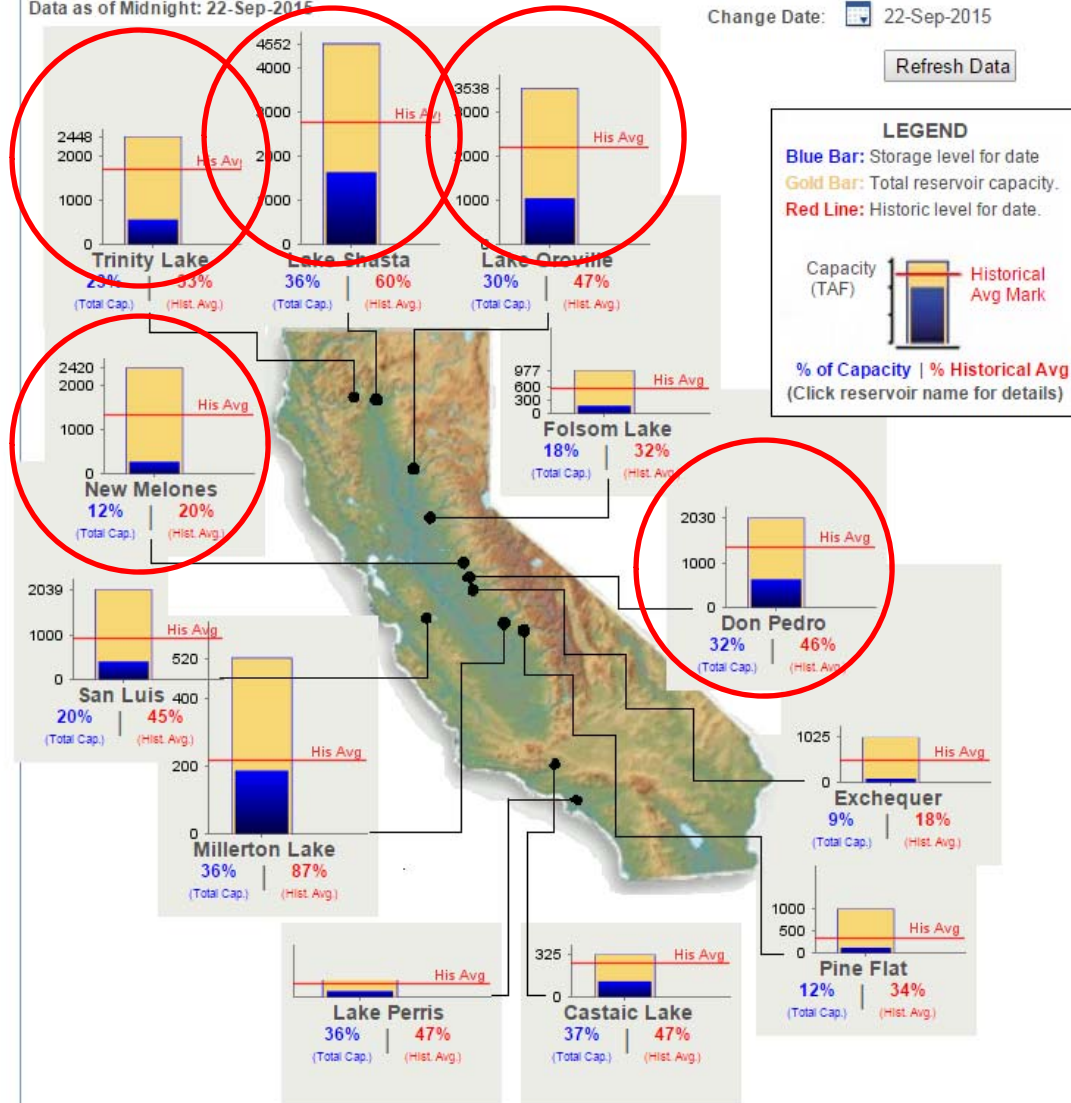 Data as of Midnight: 22-Sep-2015
Change Date: 22-Sep-2015
Refresh Data
LEGEND
Blue Bar: Storage level for date
Gold Bar: Total reservoir capacity.
Red Line: Historic level for date.
Capacity
(TAF)
Historical
Avg Mark
% of Capacity | % Historical Avg
(Click reservoir name for details)
2448
2000
1000
0
His Avg
Trinity Lake
23% | 33%
(Total Cap.) (Hist. Avg.)
4552
4000
3000
2000
1000
0
His Avg
Lake Shasta
36% | 60%
(Total Cap.) (Hist. Avg.)
3538
3000
2000
1000
0
His Avg
Lake Oroville
30% | 47%
(Total Cap.) (Hist. Avg.)
2420
2000
1000
0
His Avg
New Melones
12% | 20%
(Total Cap.) (Hist. Avg.)
977
600
300
0
His Avg
Folsom Lake
18% | 32%
(Total Cap.) (Hist. Avg.)
2030
1000
0
His Avg
Don Pedro
32% | 46%
(Total Cap.) (Hist. Avg.)
2039
1000
0
His Avg
San Luis
20% | 45%
(Total Cap.) (Hist. Avg.)
520
400
200
0
His Avg
Millerton Lake
36% | 87%
(Total Cap.) (Hist. Avg.)
1025
0
His Avg
Exchequer
9% | 18%
(Total Cap.) (Hist. Avg.)
1000
500
0
His Avg
Pine Flat
12% | 34%
(Total Cap.) (Hist. Avg.)
His Avg
Lake Perris
36% | 47%
(Total Cap.) (Hist. Avg.)
325
0
His Avg
Castaic Lake
37% | 47%
(Total Cap.) (Hist. Avg.)